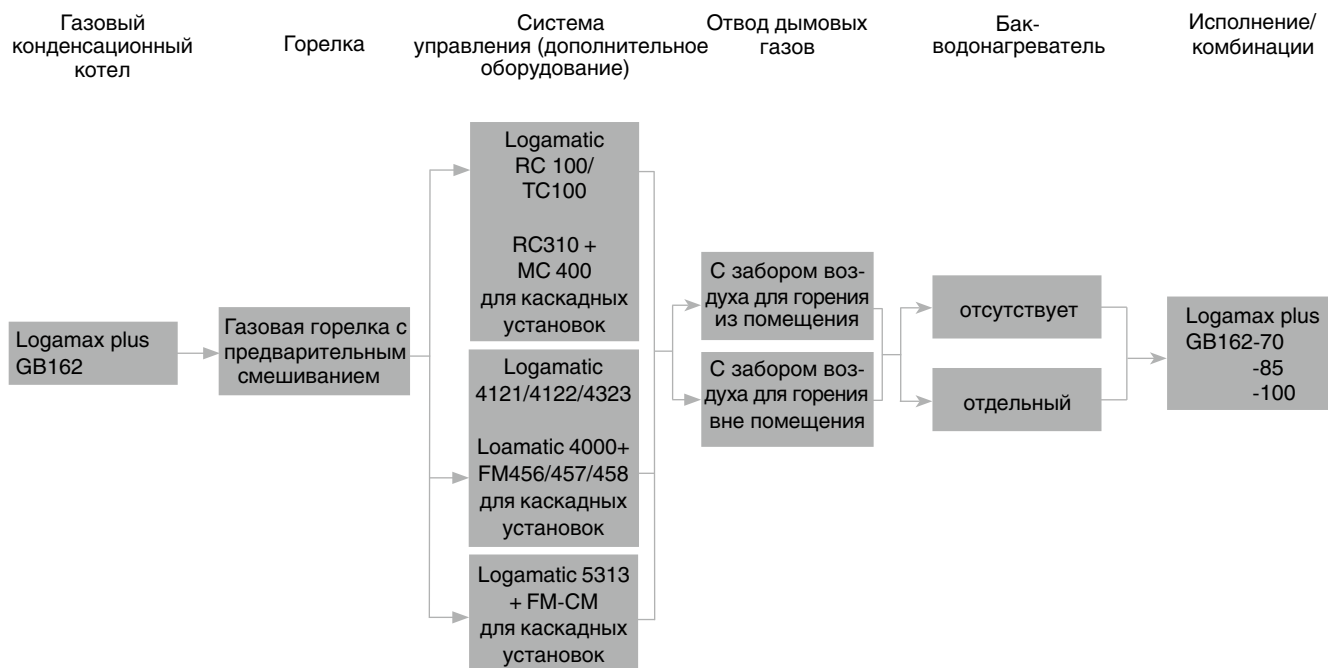 Газовый
конденсационный
котел
Горелка
Система
управления (дополнительное
оборудование)
Отвод дымовых
газов
Бак-
водонагреватель
Исполнение/
комбинации
Logamax plus
GB162
Газовая горелка с
предварительным
смешиванием
Logamatic
RC 100/
TC100
RC310 +
MC 400
для каскадных
установок
Logamatic
4121/4122/4323
Loamatic 4000+
FM456/457/458
для каскадных
установок
Logamatic 5313
+ FM-CM
для каскадных
установок
С забором воз-
духа для горения
из помещения
С забором воз-
духа для горения
вне помещения
отсутствует
отдельный
Logamax plus
GB162-70
-85
-100